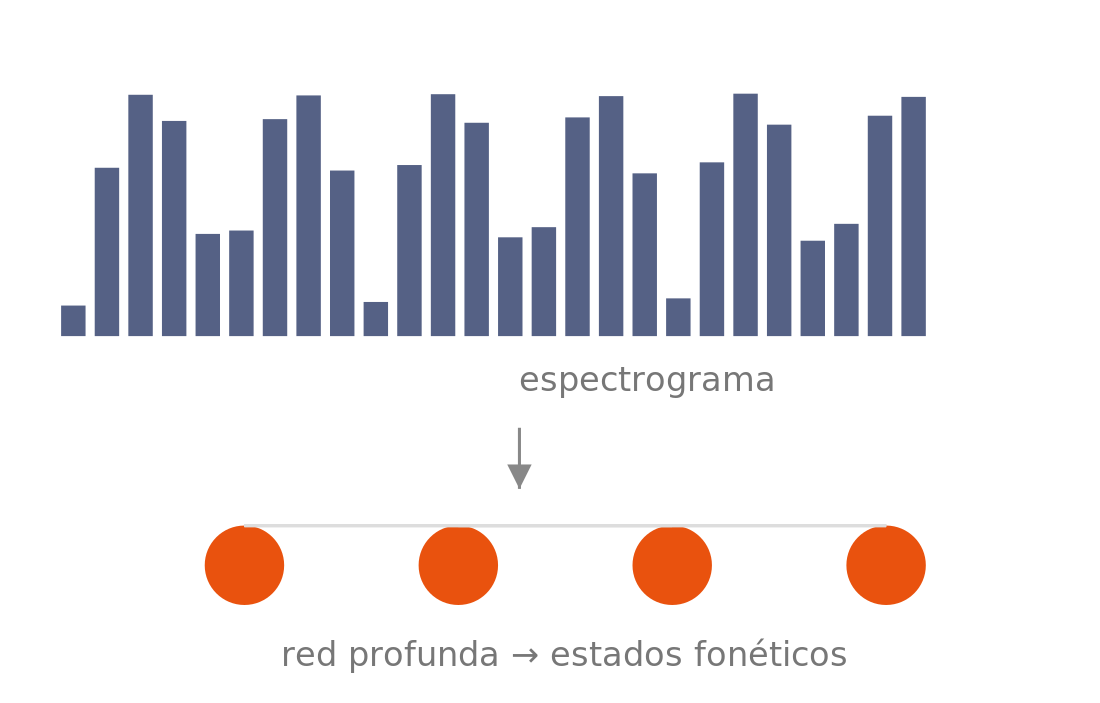 espectrograma
red profunda → estados fonéticos